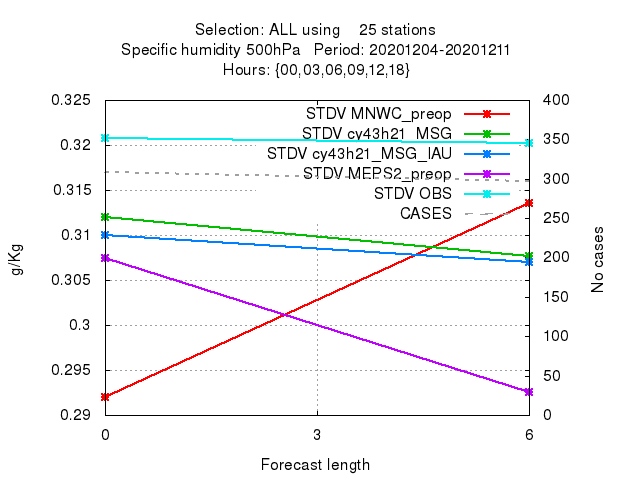 Selection: ALL using 25 stations
Specific humidity 500hPa Period: 20201204-20201211
Hours: {00,03,06,09,12,18}
0.325
0.32
0.315
0.31
0.305
0.3
0.295
0.29
g/Kg
STDV MNWC_preop
STDV cy43h21_MSG
STDV cy43h21_MSG_IAU
STDV MEPS2_preop
STDV OBS
CASES
400
350
300
250
200
150
100
50
0
No cases
0 3 6
Forecast length